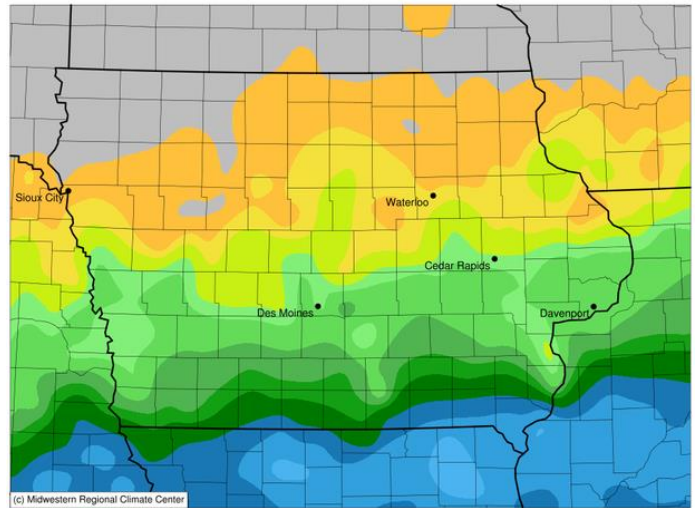 Sioux City
Waterloo
Cedar Rapids
Des Moines
Davenport
(c) Midwestern Regional Climate Center